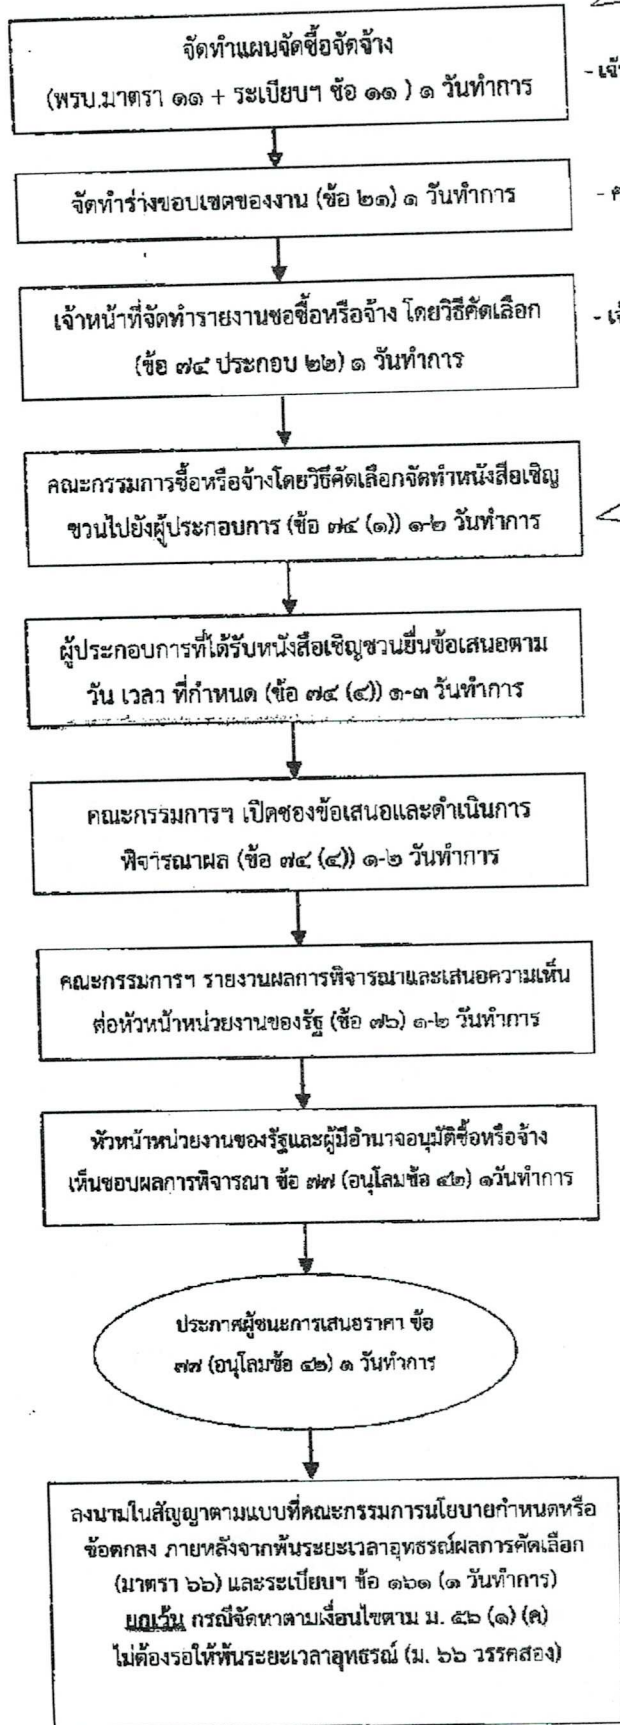 จัดทำแผนจัดซื้อจัดจ้าง
(พรบ.มาตรา ๑๑ + ระเบียบฯ ข้อ ๑๑ ) ๑ วันทำการ
จัดทำร่างขอบเขตของงาน (ข้อ ๒๑) ๑ วันทำการ
เจ้าหน้าที่จัดทำรายงานขอซื้อหรือจ้าง โดยวิธีคัดเลือก
(ข้อ ๗๔ ประกอบ ๒๒) ๑ วันทำการ
คณะกรรมการซื้อหรือจ้างโดยวิธีคัดเลือกจัดทำหนังสือเชิญ
ชวนไปยังผู้ประกอบการ (ข้อ ๗๔ (๑)) ๑-๒ วันทำการ
ผู้ประกอบการที่ได้รับหนังสือเชิญชวนยื่นข้อเสนอตาม
วัน เวลา ที่กำหนด (ข้อ ๗๔ (๔)) ๑-๓ วันทำการ
คณะกรรมการฯ เปิดซองข้อเสนอและดำเนินการ
พิจารณาผล (ข้อ ๗๔ (๔)) ๑-๒ วันทำการ
คณะกรรมการฯ รายงานผลการพิจารณาและเสนอความเห็น
ต่อหัวหน้าหน่วยงานของรัฐ (ข้อ ๗๖) ๑-๒ วันทำการ
หัวหน้าหน่วยงานของรัฐและผู้มีอำนาจอนุมัติซื้อหรือจ้าง
เห็นชอบผลการพิจารณา ข้อ ๗๗ (อนุโลมข้อ ๔๒) ๑วันทำการ
ประกาศผู้ชนะการเสนอราคา ข้อ
๗๗ (อนุโลมข้อ ๔๒) ๑ วันทำการ
ลงนามในสัญญาตามแบบที่คณะกรรมการนโยบายกำหนดหรือ
ข้อตกลง ภายหลังจากพ้นระยะเวลาอุทธรณ์ผลการคัดเลือก
(มาตรา ๖๖) และระเบียบฯ ข้อ ๑๖๑ (๑ วันทำการ)
ยกเว้น กรณีจัดหาตามเงื่อนไขตาม ม. ๕๖ (๑) (ค)
ไม่ต้องรอให้พ้นระยะเวลาอุทธรณ์ (ม. ๖๖ วรรคสอง)